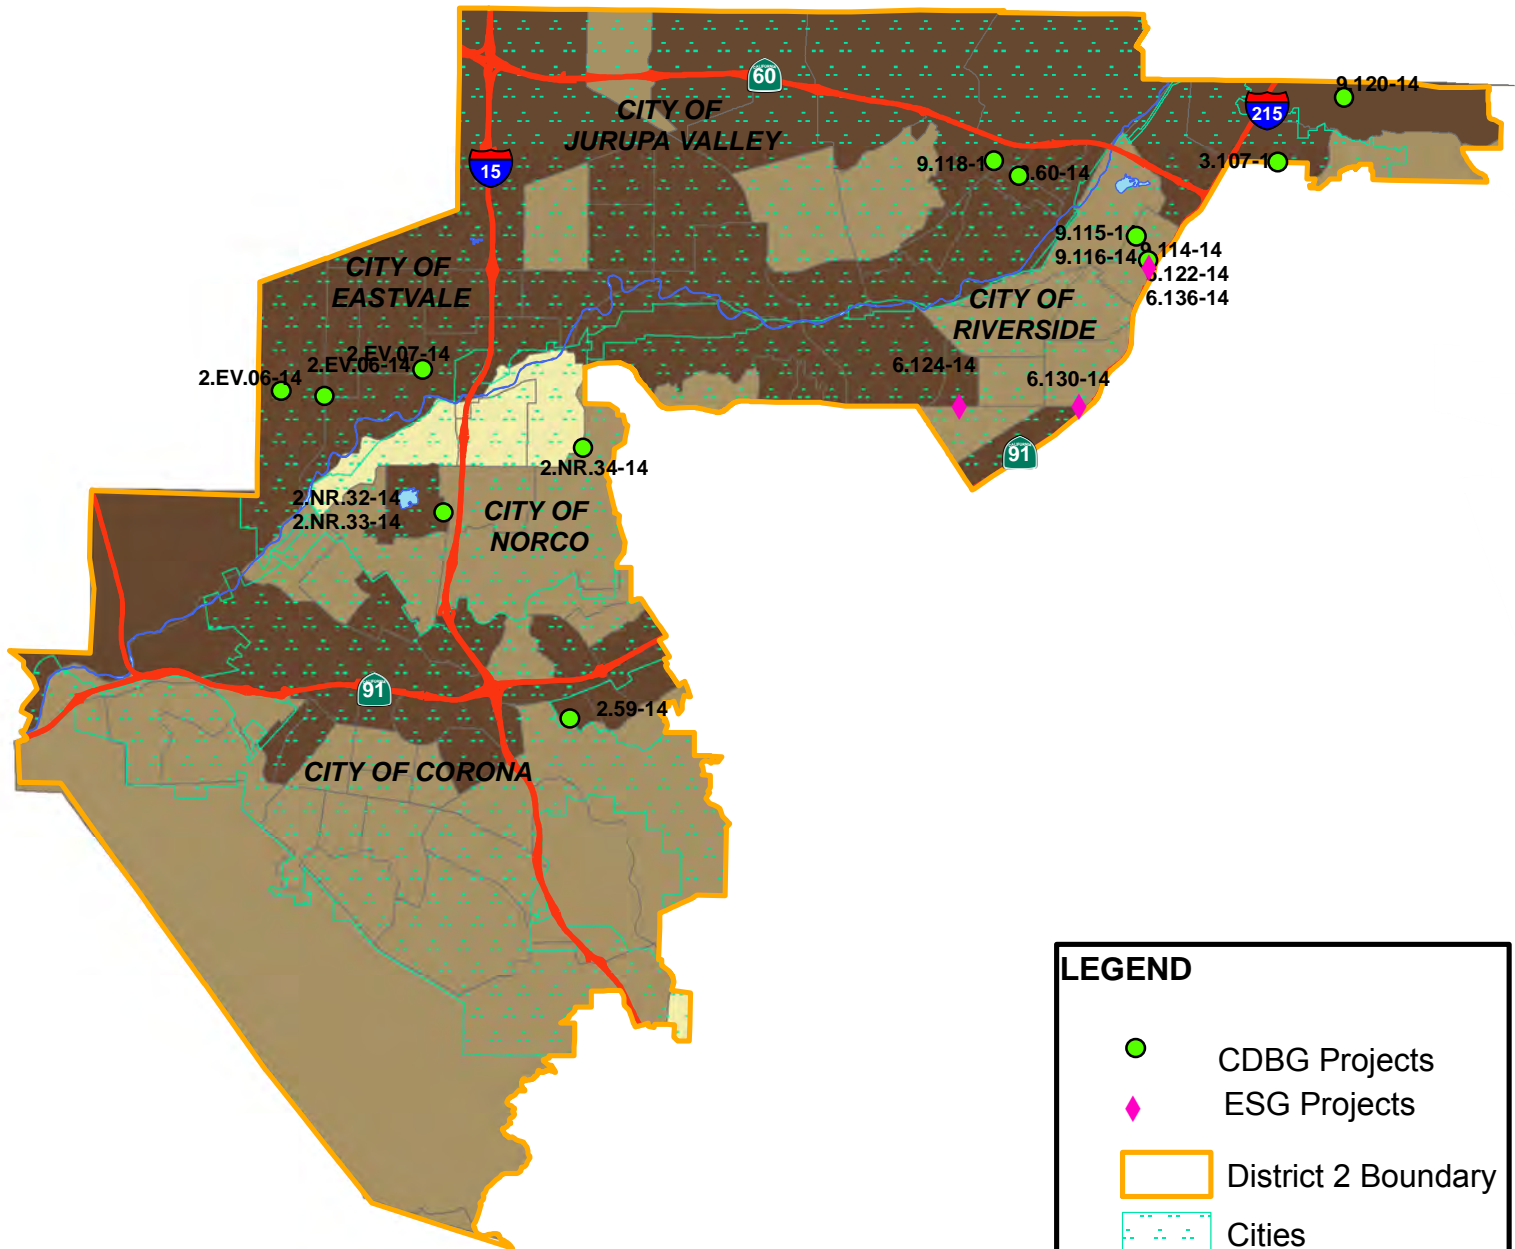 9.120-14
60
215
CITY OF
JURUPA VALLEY
15
9.118-1
.60-14
3.107-1
9.115-14
9.116-14
9.114-14
6.122-14
6.136-14
CITY OF
EASTVALE
CITY OF
RIVERSIDE
2.EV.07-14
2.EV.06-14
2.EV.06-14
6.124-14
6.130-14
91
2.NR.34-14
2.NR.32-14
2.NR.33-14
CITY OF
NORCO
91
2.59-14
CITY OF CORONA
LEGEND
CDBG Projects
ESG Projects
District 2 Boundary
Cities